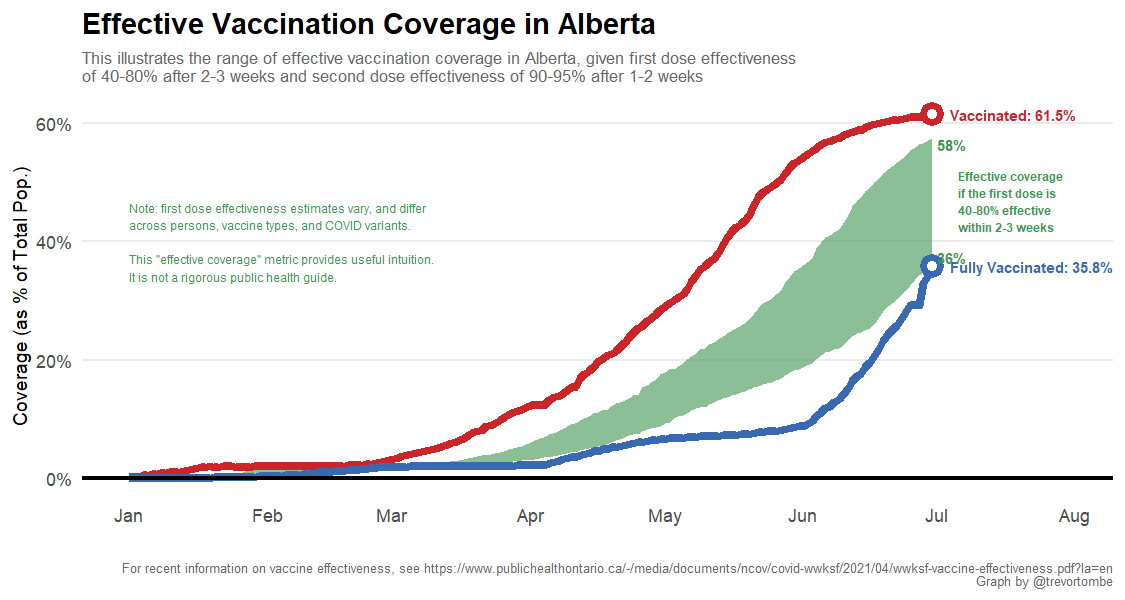 Effective Vaccination Coverage in Alberta
This illustrates the range of effective vaccination coverage in Alberta, given first dose effectiveness
of 40-80% after 2-3 weeks and second dose effectiveness of 90-95% after 1-2 weeks
Coverage (as % of Total Pop.)
60%
40%
20%
0%
Vaccinated: 61.5%
58%
Effective coverage
if the first dose is
40-80% effective
within 2-3 weeks
36%
Fully Vaccinated: 35.8%
Note: first dose effectiveness estimates vary, and differ
across persons, vaccine types, and COVID variants.
This "effective coverage" metric provides useful intuition.
It is not a rigorous public health guide.
Jan Feb Mar Apr May Jun Jul Aug
For recent information on vaccine effectiveness, see https://www.publichealthontario.ca/-/media/documents/ncov/covid-wwksf/2021/04/wwksf-vaccine-effectiveness.pdf?la=en
Graph by @trevortombe